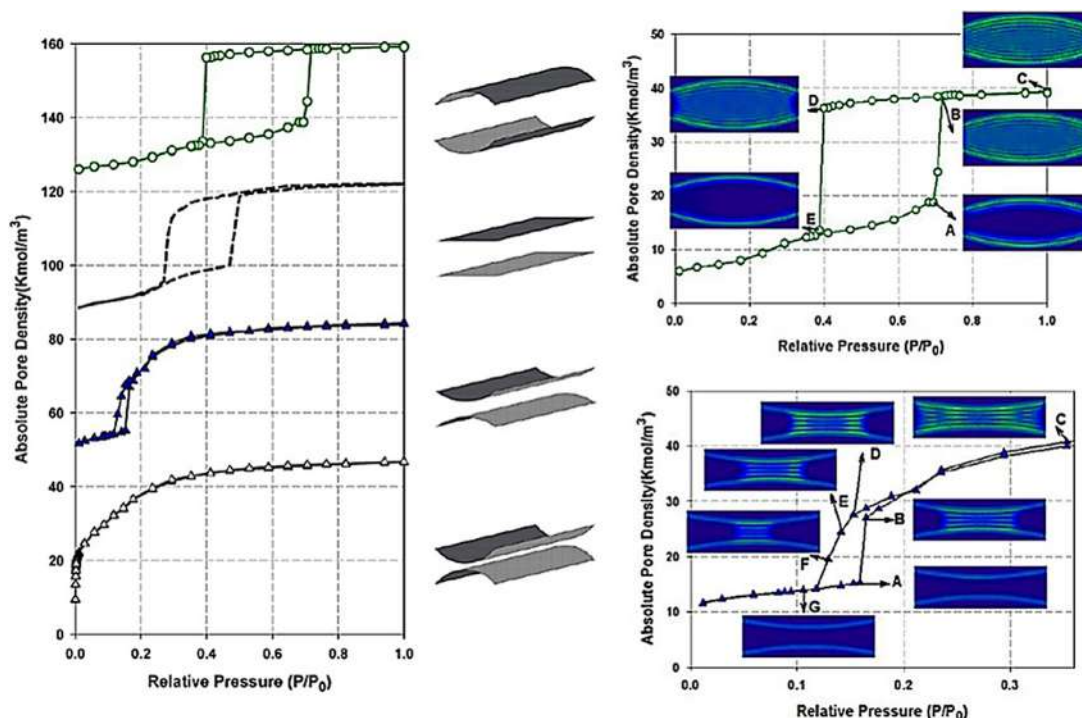 Absolute Pore Density(Kmol/m³)
160
140
120
100
80
60
40
20
0
0.0 0.2 0.4 0.6 0.8 1.0
Relative Pressure (P/P₀)
Absolute Pore Density(Kmol/m³)
50
40
30
20
10
0
0.0 0.2 0.4 0.6 0.8 1.0
Relative Pressure (P/P₀)
C
D
B
E
A
Absolute Pore Density(Kmol/m³)
50
40
30
20
10
0
0.0 0.1 0.2 0.3
Relative Pressure (P/P₀)
C
D
E
B
F
A
G